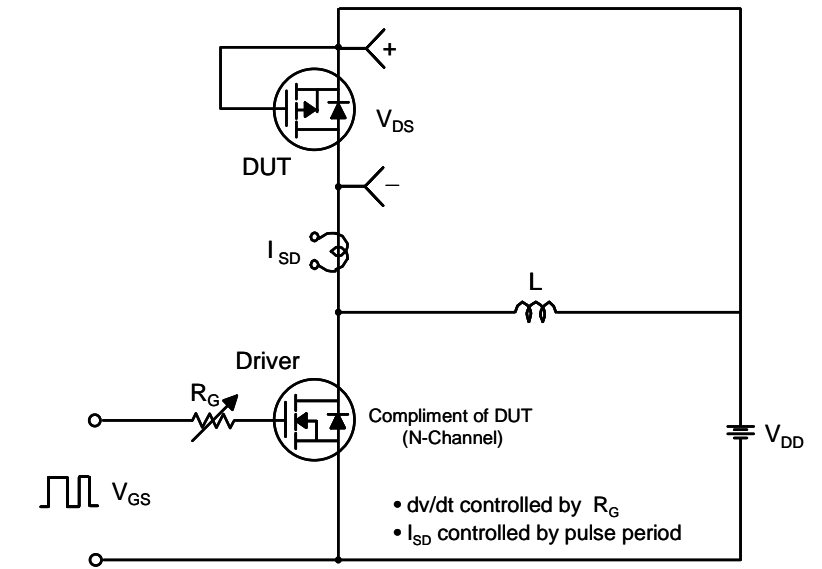 +
V_DS
DUT
−
I_SD
L
Driver
R_G
Compliment of DUT
(N-Channel)
V_DD
V_GS
• dv/dt controlled by R_G
• I_SD controlled by pulse period